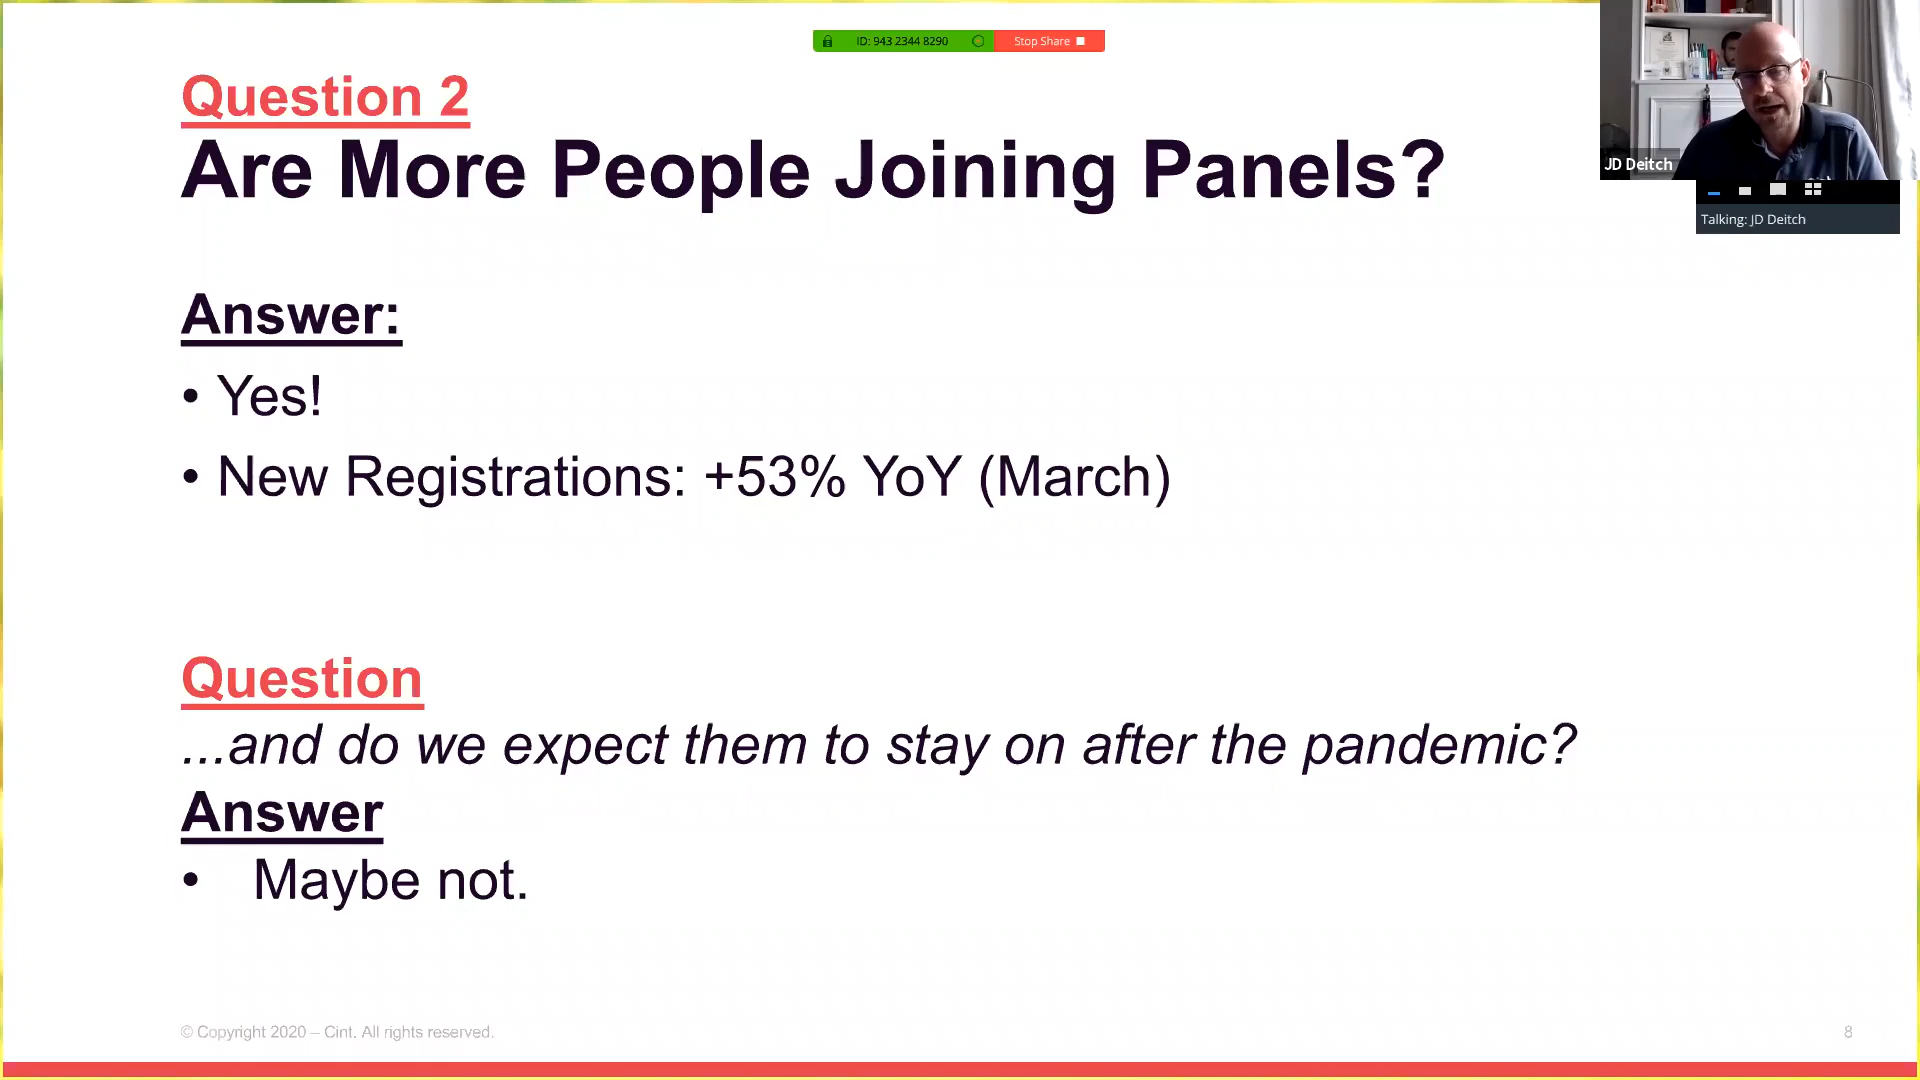 ID: 943 2344 8290
Stop Share
Question 2
Are More People Joining Panels?
JD Deitch
Talking: JD Deitch
Answer:
• Yes!
• New Registrations: +53% YoY (March)
Question
...and do we expect them to stay on after the pandemic?
Answer
• Maybe not.
© Copyright 2020 – Cint. All rights reserved.
8